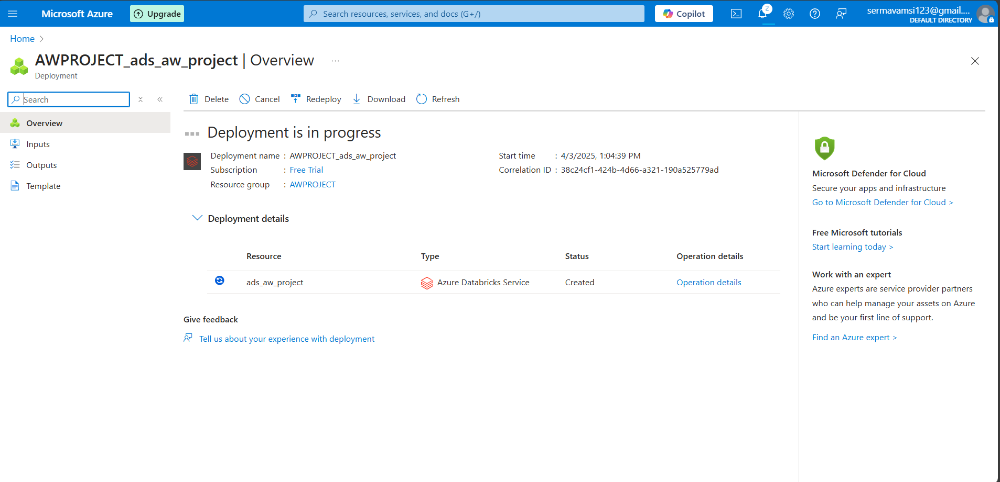 Microsoft Azure
Upgrade
Search resources, services, and docs (G+/)
Copilot
2
sermavamsi123@gmail....
DEFAULT DIRECTORY
Home
AWPROJECT_ads_aw_project | Overview ...
Deployment
Search
Overview
Inputs
Outputs
Template
Delete
Cancel
Redeploy
Download
Refresh
Deployment is in progress
Deployment name : AWPROJECT_ads_aw_project
Subscription : Free Trial
Resource group : AWPROJECT
Start time : 4/3/2025, 1:04:39 PM
Correlation ID : 38c24cf1-424b-4d66-a321-190a525779ad
Deployment details
Resource Type Status Operation details
ads_aw_project Azure Databricks Service Created Operation details
Give feedback
Tell us about your experience with deployment
Microsoft Defender for Cloud
Secure your apps and infrastructure
Go to Microsoft Defender for Cloud >
Free Microsoft tutorials
Start learning today >
Work with an expert
Azure experts are service provider partners
who can help manage your assets on Azure
and be your first line of support.
Find an Azure expert >